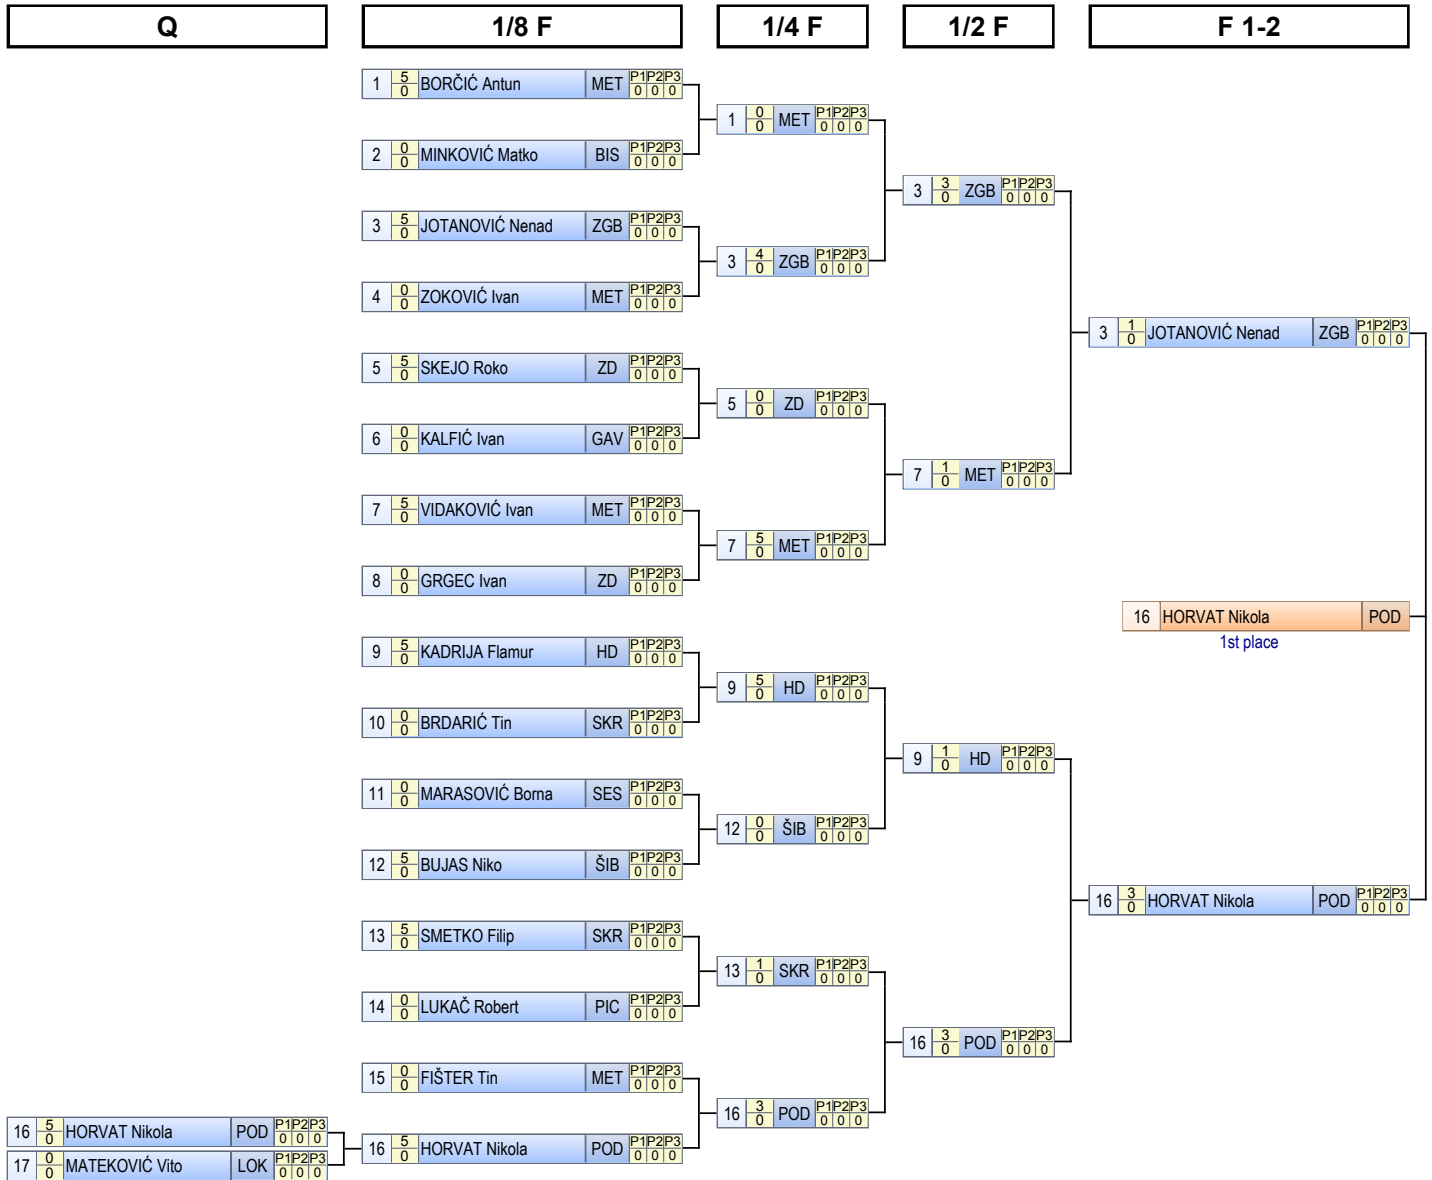 Q 1/8 F 1/4 F 1/2 F F 1-2
1 5 0 BORČIĆ Antun MET P1 P2 P3 0 0 0
1 0 0 MET P1 P2 P3 0 0 0
2 0 0 MINKOVIĆ Matko BIS P1 P2 P3 0 0 0
3 3 0 ZGB P1 P2 P3 0 0 0
3 5 0 JOTANOVIĆ Nenad ZGB P1 P2 P3 0 0 0
3 4 0 ZGB P1 P2 P3 0 0 0
4 0 0 ZOKOVIĆ Ivan MET P1 P2 P3 0 0 0
3 1 0 JOTANOVIĆ Nenad ZGB P1 P2 P3 0 0 0
5 5 0 SKEJO Roko ZD P1 P2 P3 0 0 0
5 0 0 ZD P1 P2 P3 0 0 0
6 0 0 KALFIĆ Ivan GAV P1 P2 P3 0 0 0
7 1 0 MET P1 P2 P3 0 0 0
7 5 0 VIDAKOVIĆ Ivan MET P1 P2 P3 0 0 0
7 5 0 MET P1 P2 P3 0 0 0
8 0 0 GRGEC Ivan ZD P1 P2 P3 0 0 0
16 HORVAT Nikola POD
1st place
9 5 0 KADRIJA Flamur HD P1 P2 P3 0 0 0
9 5 0 HD P1 P2 P3 0 0 0
10 0 0 BRDARIĆ Tin SKR P1 P2 P3 0 0 0
9 1 0 HD P1 P2 P3 0 0 0
11 0 0 MARASOVIĆ Borna SES P1 P2 P3 0 0 0
12 0 0 ŠIB P1 P2 P3 0 0 0
12 5 0 BUJAS Niko ŠIB P1 P2 P3 0 0 0
16 3 0 HORVAT Nikola POD P1 P2 P3 0 0 0
13 5 0 SMETKO Filip SKR P1 P2 P3 0 0 0
13 1 0 SKR P1 P2 P3 0 0 0
14 0 0 LUKAČ Robert PIC P1 P2 P3 0 0 0
16 3 0 POD P1 P2 P3 0 0 0
15 0 0 FIŠTER Tin MET P1 P2 P3 0 0 0
16 3 0 POD P1 P2 P3 0 0 0
16 5 0 HORVAT Nikola POD P1 P2 P3 0 0 0
16 5 0 HORVAT Nikola POD P1 P2 P3 0 0 0
17 0 0 MATEKOVIĆ Vito LOK P1 P2 P3 0 0 0